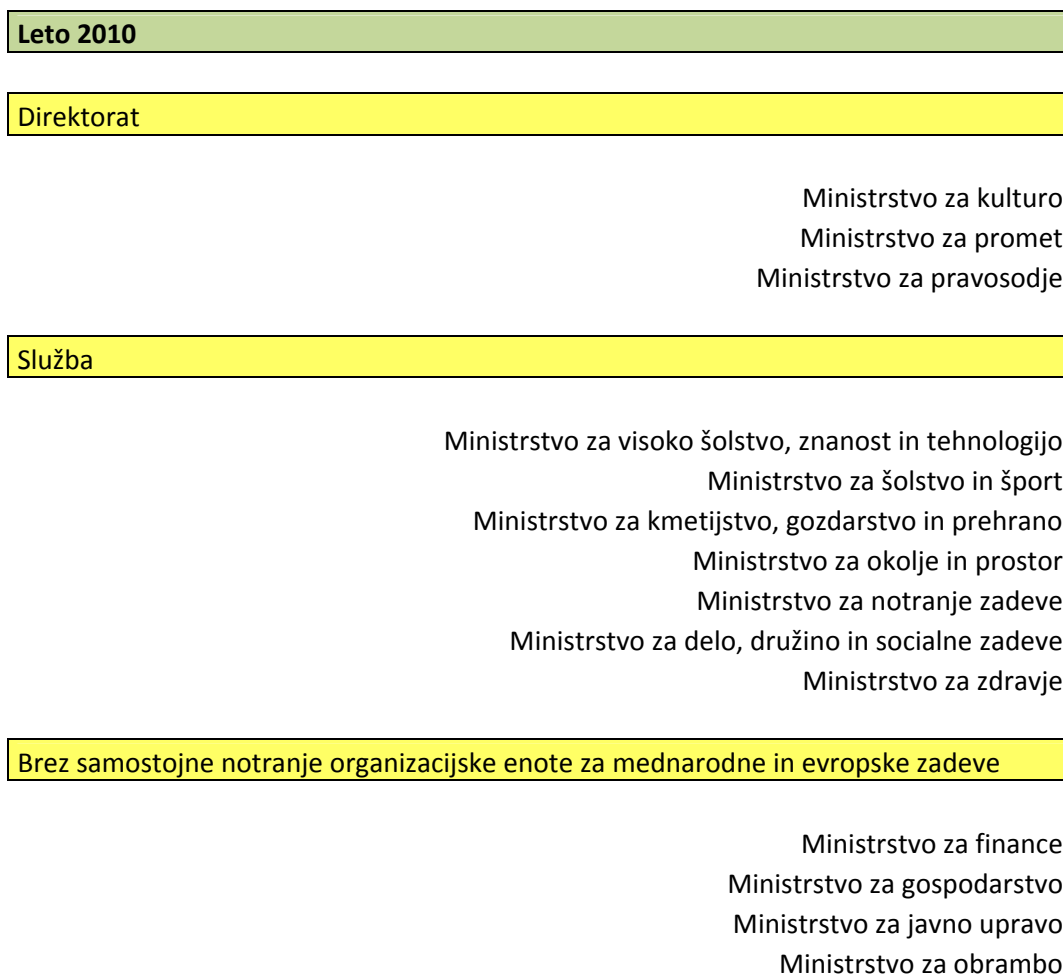 Leto 2010
Direktorat
Ministrstvo za kulturo
Ministrstvo za promet
Ministrstvo za pravosodje
Služba
Ministrstvo za visoko šolstvo, znanost in tehnologijo
Ministrstvo za šolstvo in šport
Ministrstvo za kmetijstvo, gozdarstvo in prehrano
Ministrstvo za okolje in prostor
Ministrstvo za notranje zadeve
Ministrstvo za delo, družino in socialne zadeve
Ministrstvo za zdravje
Brez samostojne notranje organizacijske enote za mednarodne in evropske zadeve
Ministrstvo za finance
Ministrstvo za gospodarstvo
Ministrstvo za javno upravo
Ministrstvo za obrambo